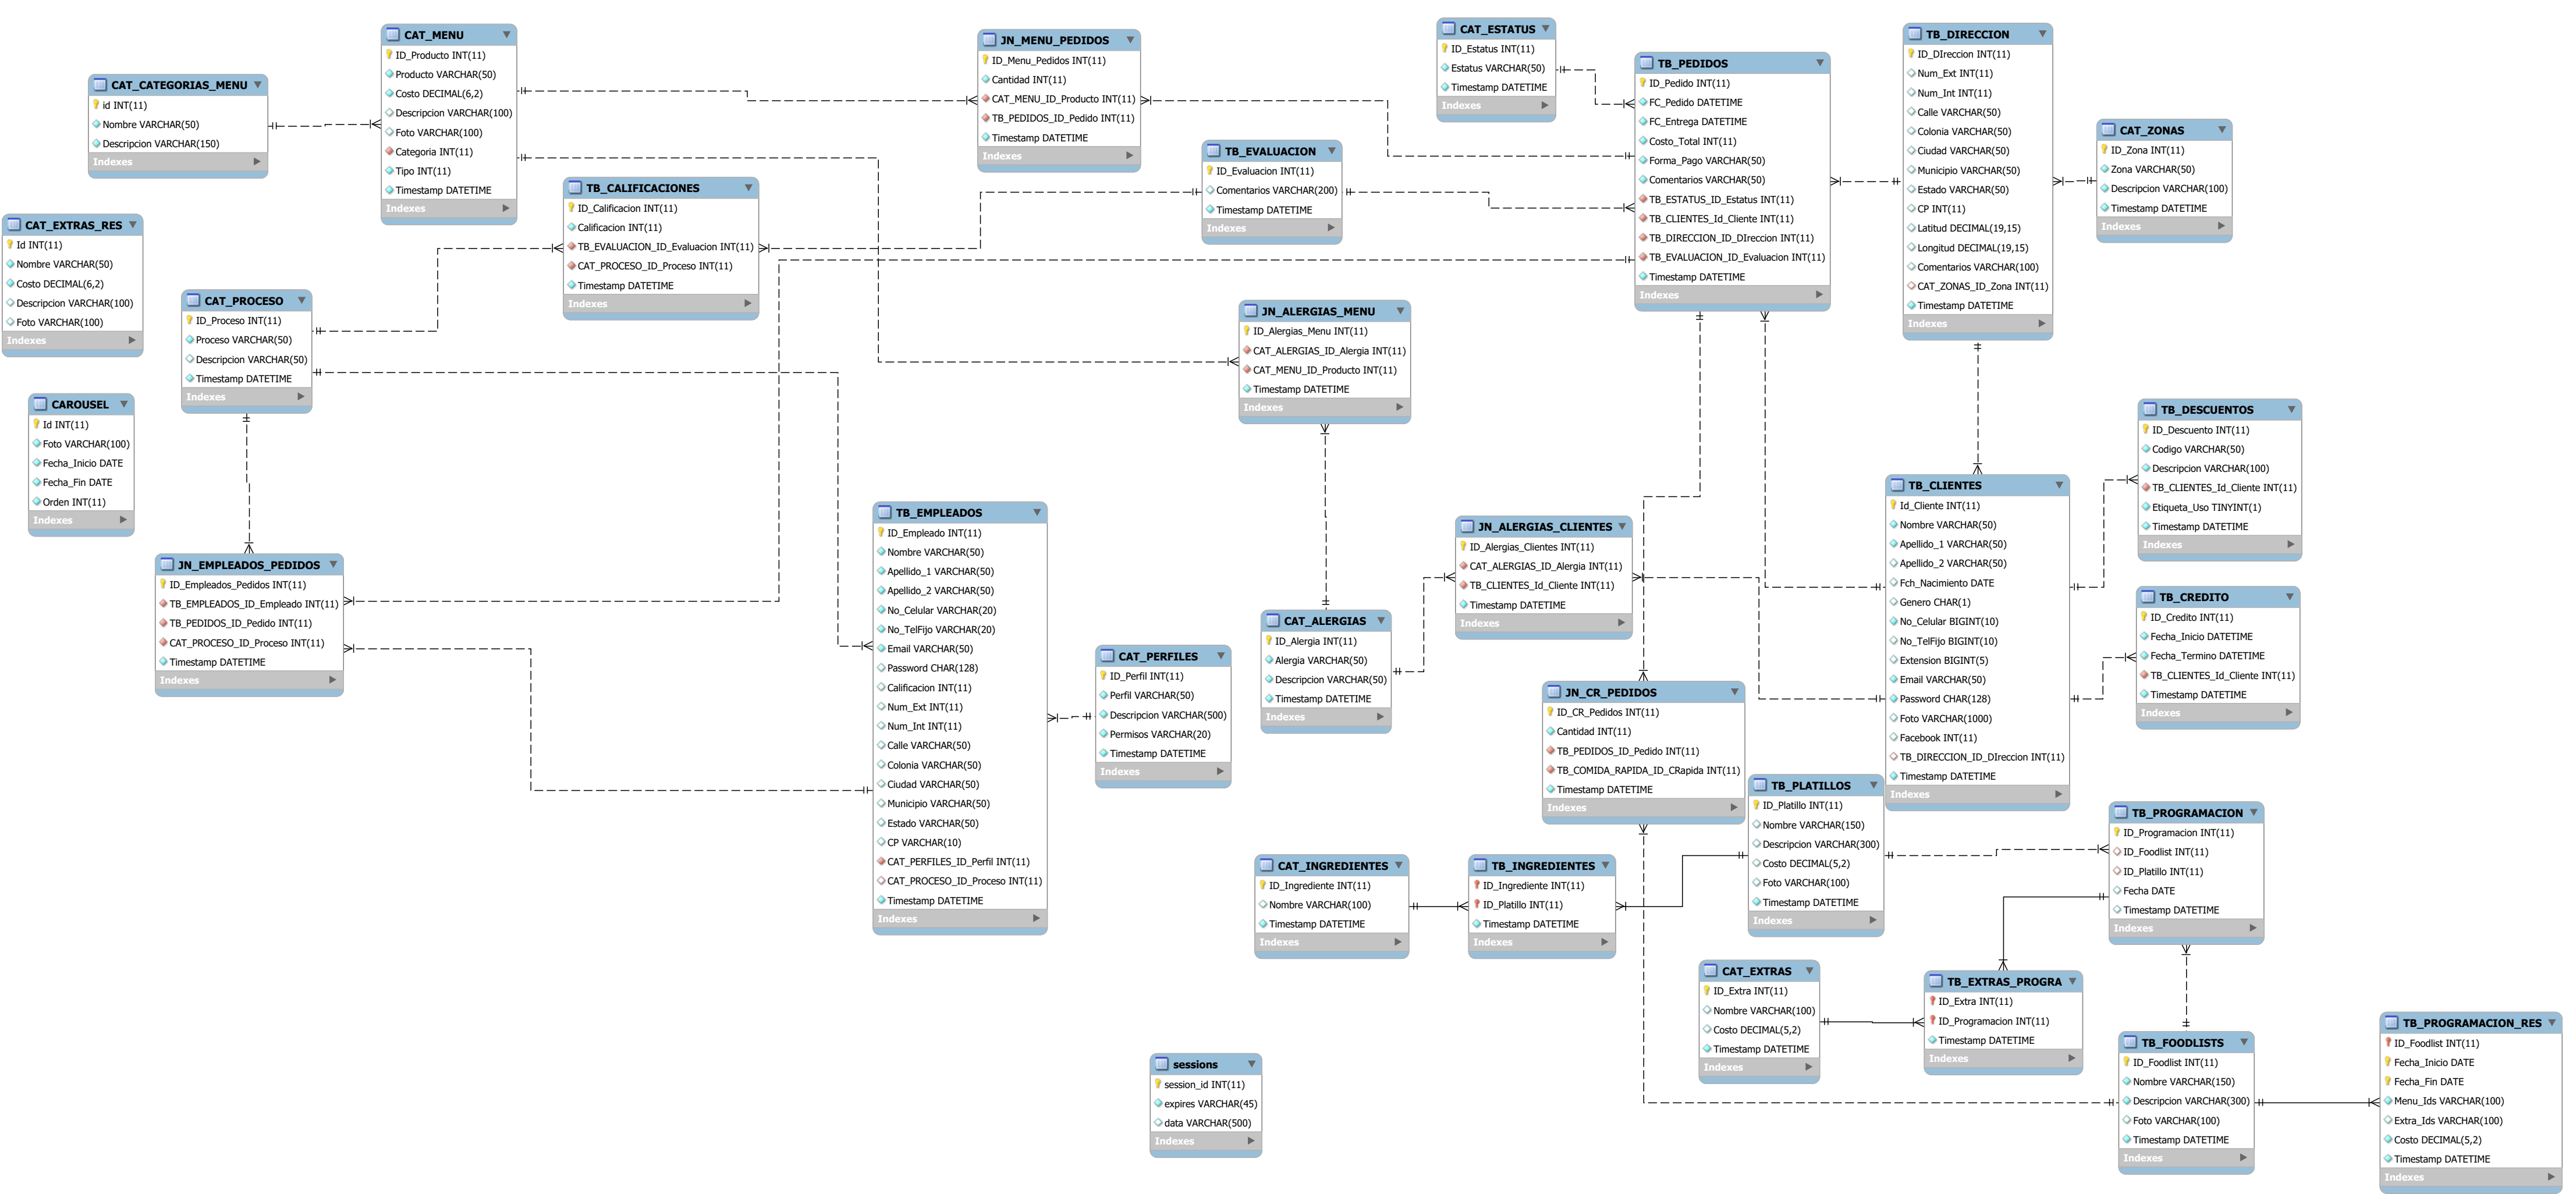 CAT_MENU
ID_Producto INT(11)
Producto VARCHAR(50)
Costo DECIMAL(6,2)
Descripcion VARCHAR(100)
Foto VARCHAR(100)
Categoria INT(11)
Tipo INT(11)
Timestamp DATETIME
Indexes
CAT_CATEGORIAS_MENU
id INT(11)
Nombre VARCHAR(50)
Descripcion VARCHAR(150)
Indexes
JN_MENU_PEDIDOS
ID_Menu_Pedidos INT(11)
Cantidad INT(11)
CAT_MENU_ID_Producto INT(11)
TB_PEDIDOS_ID_Pedido INT(11)
Timestamp DATETIME
Indexes
CAT_ESTATUS
ID_Estatus INT(11)
Estatus VARCHAR(50)
Timestamp DATETIME
Indexes
TB_PEDIDOS
ID_Pedido INT(11)
FC_Pedido DATETIME
FC_Entrega DATETIME
Costo_Total INT(11)
Forma_Pago VARCHAR(50)
Comentarios VARCHAR(50)
TB_ESTATUS_ID_Estatus INT(11)
TB_CLIENTES_Id_Cliente INT(11)
TB_DIRECCION_ID_DIreccion INT(11)
TB_EVALUACION_ID_Evaluacion INT(11)
Timestamp DATETIME
Indexes
TB_DIRECCION
ID_DIreccion INT(11)
Num_Ext INT(11)
Num_Int INT(11)
Calle VARCHAR(50)
Colonia VARCHAR(50)
Ciudad VARCHAR(50)
Municipio VARCHAR(50)
Estado VARCHAR(50)
CP INT(11)
Latitud DECIMAL(19,15)
Longitud DECIMAL(19,15)
Comentarios VARCHAR(100)
CAT_ZONAS_ID_Zona INT(11)
Timestamp DATETIME
Indexes
CAT_ZONAS
ID_Zona INT(11)
Zona VARCHAR(50)
Descripcion VARCHAR(100)
Timestamp DATETIME
Indexes
TB_EVALUACION
ID_Evaluacion INT(11)
Comentarios VARCHAR(200)
Timestamp DATETIME
Indexes
TB_CALIFICACIONES
ID_Calificacion INT(11)
Calificacion INT(11)
TB_EVALUACION_ID_Evaluacion INT(11)
CAT_PROCESO_ID_Proceso INT(11)
Timestamp DATETIME
Indexes
CAT_EXTRAS_RES
Id INT(11)
Nombre VARCHAR(50)
Costo DECIMAL(6,2)
Descripcion VARCHAR(100)
Foto VARCHAR(100)
Indexes
CAT_PROCESO
ID_Proceso INT(11)
Proceso VARCHAR(50)
Descripcion VARCHAR(50)
Timestamp DATETIME
Indexes
JN_ALERGIAS_MENU
ID_Alergias_Menu INT(11)
CAT_ALERGIAS_ID_Alergia INT(11)
CAT_MENU_ID_Producto INT(11)
Timestamp DATETIME
Indexes
CAROUSEL
Id INT(11)
Foto VARCHAR(100)
Fecha_Inicio DATE
Fecha_Fin DATE
Orden INT(11)
Indexes
TB_DESCUENTOS
ID_Descuento INT(11)
Codigo VARCHAR(50)
Descripcion VARCHAR(100)
TB_CLIENTES_Id_Cliente INT(11)
Etiqueta_Uso TINYINT(1)
Timestamp DATETIME
Indexes
TB_CLIENTES
Id_Cliente INT(11)
Nombre VARCHAR(50)
Apellido_1 VARCHAR(50)
Apellido_2 VARCHAR(50)
Fch_Nacimiento DATE
Genero CHAR(1)
No_Celular BIGINT(10)
No_TelFijo BIGINT(10)
Extension BIGINT(5)
Email VARCHAR(50)
Password CHAR(128)
Foto VARCHAR(1000)
Facebook INT(11)
TB_DIRECCION_ID_DIreccion INT(11)
Timestamp DATETIME
Indexes
TB_EMPLEADOS
ID_Empleado INT(11)
Nombre VARCHAR(50)
Apellido_1 VARCHAR(50)
Apellido_2 VARCHAR(50)
No_Celular VARCHAR(20)
No_TelFijo VARCHAR(20)
Email VARCHAR(50)
Password CHAR(128)
Calificacion INT(11)
Num_Ext INT(11)
Num_Int INT(11)
Calle VARCHAR(50)
Colonia VARCHAR(50)
Ciudad VARCHAR(50)
Municipio VARCHAR(50)
Estado VARCHAR(50)
CP VARCHAR(10)
CAT_PERFILES_ID_Perfil INT(11)
CAT_PROCESO_ID_Proceso INT(11)
Timestamp DATETIME
Indexes
JN_ALERGIAS_CLIENTES
ID_Alergias_Clientes INT(11)
CAT_ALERGIAS_ID_Alergia INT(11)
TB_CLIENTES_Id_Cliente INT(11)
Timestamp DATETIME
Indexes
JN_EMPLEADOS_PEDIDOS
ID_Empleados_Pedidos INT(11)
TB_EMPLEADOS_ID_Empleado INT(11)
TB_PEDIDOS_ID_Pedido INT(11)
CAT_PROCESO_ID_Proceso INT(11)
Timestamp DATETIME
Indexes
TB_CREDITO
ID_Credito INT(11)
Fecha_Inicio DATETIME
Fecha_Termino DATETIME
TB_CLIENTES_Id_Cliente INT(11)
Timestamp DATETIME
Indexes
CAT_ALERGIAS
ID_Alergia INT(11)
Alergia VARCHAR(50)
Descripcion VARCHAR(50)
Timestamp DATETIME
Indexes
CAT_PERFILES
ID_Perfil INT(11)
Perfil VARCHAR(50)
Descripcion VARCHAR(500)
Permisos VARCHAR(20)
Timestamp DATETIME
Indexes
JN_CR_PEDIDOS
ID_CR_Pedidos INT(11)
Cantidad INT(11)
TB_PEDIDOS_ID_Pedido INT(11)
TB_COMIDA_RAPIDA_ID_CRapida INT(11)
Timestamp DATETIME
Indexes
TB_PLATILLOS
ID_Platillo INT(11)
Nombre VARCHAR(150)
Descripcion VARCHAR(300)
Costo DECIMAL(5,2)
Foto VARCHAR(100)
Timestamp DATETIME
Indexes
TB_PROGRAMACION
ID_Programacion INT(11)
ID_Foodlist INT(11)
ID_Platillo INT(11)
Fecha DATE
Timestamp DATETIME
Indexes
CAT_INGREDIENTES
ID_Ingrediente INT(11)
Nombre VARCHAR(100)
Timestamp DATETIME
Indexes
TB_INGREDIENTES
ID_Ingrediente INT(11)
ID_Platillo INT(11)
Timestamp DATETIME
Indexes
CAT_EXTRAS
ID_Extra INT(11)
Nombre VARCHAR(100)
Costo DECIMAL(5,2)
Timestamp DATETIME
Indexes
TB_EXTRAS_PROGRA
ID_Extra INT(11)
ID_Programacion INT(11)
Timestamp DATETIME
Indexes
TB_FOODLISTS
ID_Foodlist INT(11)
Nombre VARCHAR(150)
Descripcion VARCHAR(300)
Foto VARCHAR(100)
Timestamp DATETIME
Indexes
TB_PROGRAMACION_RES
ID_Foodlist INT(11)
Fecha_Inicio DATE
Fecha_Fin DATE
Menu_Ids VARCHAR(100)
Extra_Ids VARCHAR(100)
Costo DECIMAL(5,2)
Timestamp DATETIME
Indexes
sessions
session_id INT(11)
expires VARCHAR(45)
data VARCHAR(500)
Indexes